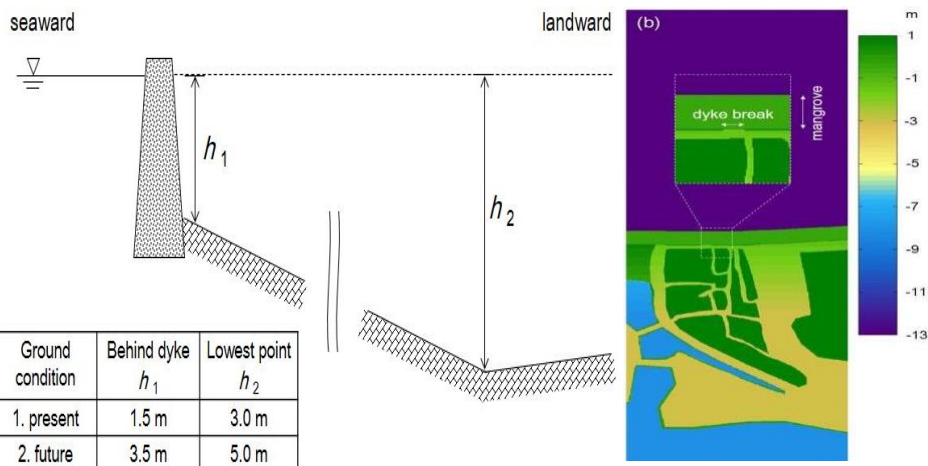 seaward
landward
h1
h2
Ground condition
Behind dyke h1
Lowest point h2
1. present
1.5 m
3.0 m
2. future
3.5 m
5.0 m
(b)
dyke break
mangrove
m
1
-1
-3
-5
-7
-9
-11
-13